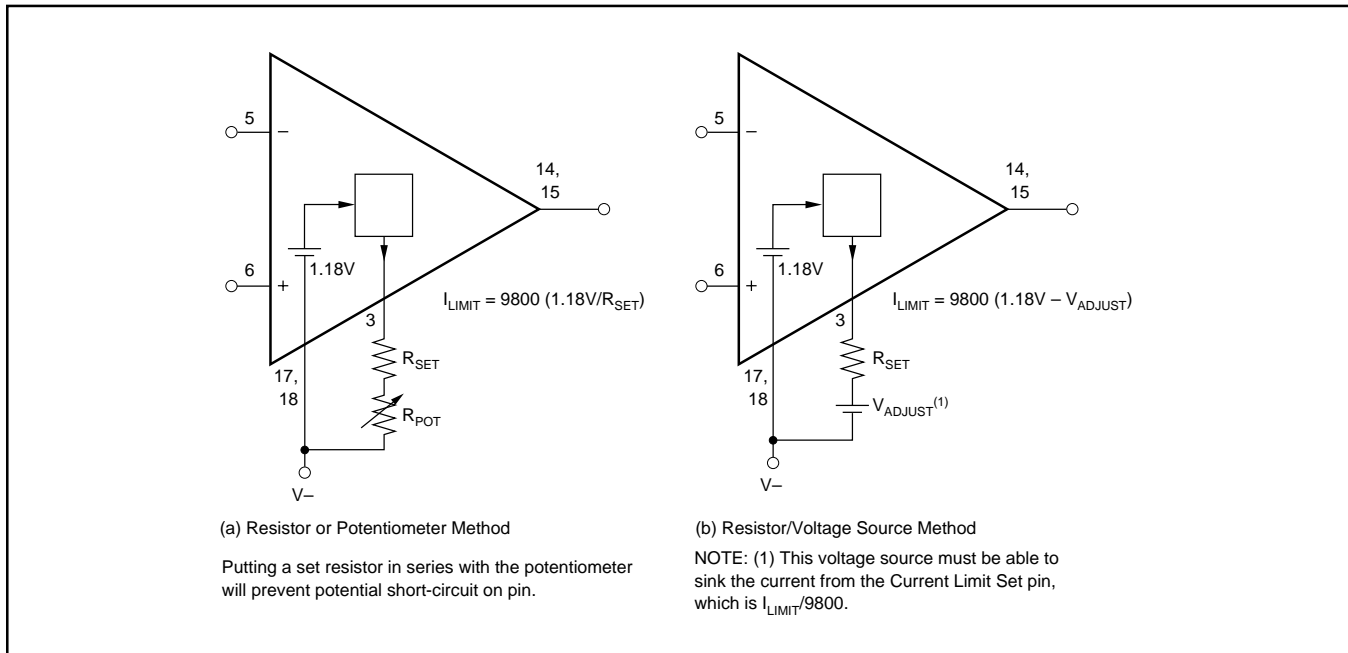 5
−
6
+
1.18V
14,
15
3
I_LIMIT = 9800 (1.18V/R_SET)
17,
18
R_SET
R_POT
V–
(a) Resistor or Potentiometer Method
Putting a set resistor in series with the potentiometer
will prevent potential short-circuit on pin.
5
−
6
+
1.18V
14,
15
3
I_LIMIT = 9800 (1.18V – V_ADJUST)
17,
18
R_SET
V_ADJUST(1)
V–
(b) Resistor/Voltage Source Method
NOTE: (1) This voltage source must be able to
sink the current from the Current Limit Set pin,
which is I_LIMIT/9800.